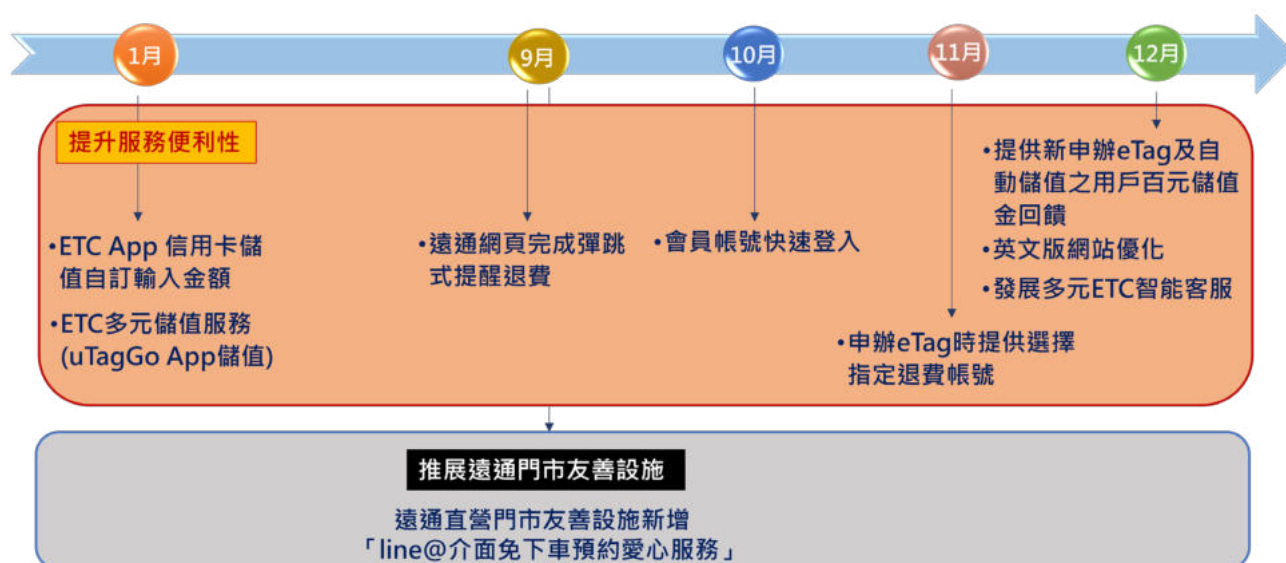 1月
9月
10月
11月
12月
提升服務便利性
•ETC App 信用卡儲
值自訂輸入金額
•ETC多元儲值服務
(uTagGo App儲值)
•遠通網頁完成彈跳
式提醒退費
•會員帳號快速登入
•申辦eTag時提供選擇
指定退費帳號
•提供新申辦eTag及自
動儲值之用戶百元儲值
金回饋
•英文版網站優化
•發展多元ETC智能客服
推展遠通門市友善設施
遠通直營門市友善設施新增
「line@介面免下車預約愛心服務」